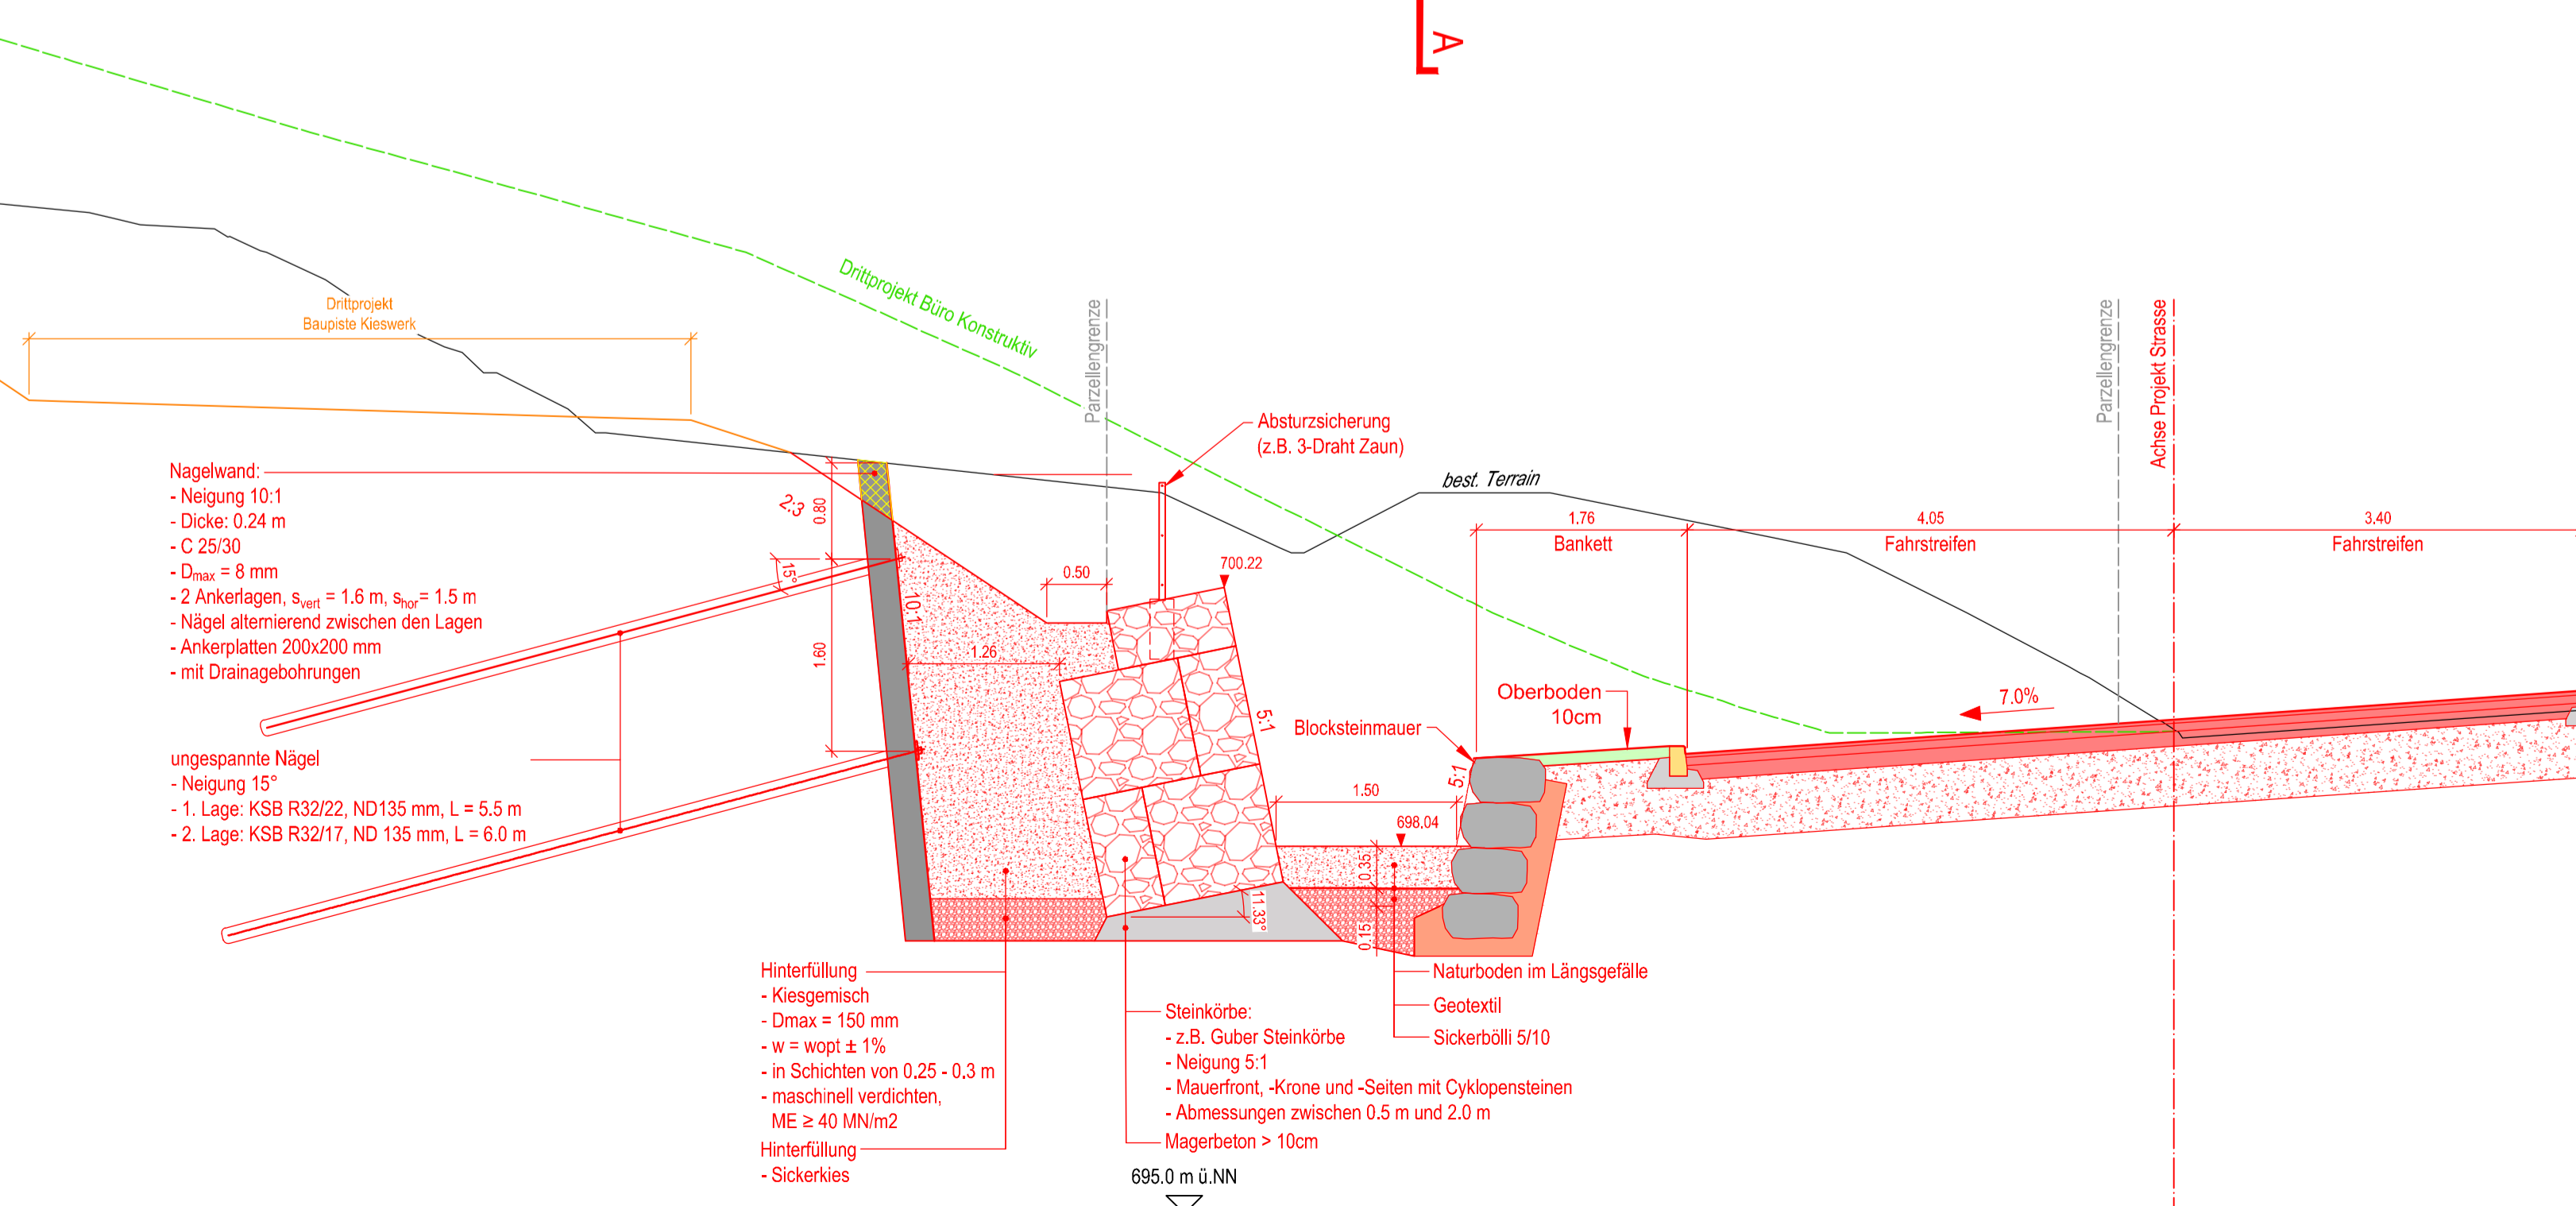 A
Drittprojekt Büro Konstruktiv
Drittprojekt
Baupiste Kieswerk
Parzellengrenze
Parzellengrenze
Achse Projekt Strasse
Absturzsicherung
(z.B. 3-Draht Zaun)
best. Terrain
Nagelwand:
- Neigung 10:1
- Dicke: 0.24 m
- C 25/30
- Dmax = 8 mm
- 2 Ankerlagen, svert = 1.6 m, shor= 1.5 m
- Nägel alternierend zwischen den Lagen
- Ankerplatten 200x200 mm
- mit Drainagebohrungen
2:3
0.80
15°
1.60
10:1
1.26
0.50
700.22
5:1
1.76
Bankett
4.05
Fahrstreifen
3.40
Fahrstreifen
7.0%
Oberboden
10cm
Blocksteinmauer
5:1
1.50
698.04
0.35
0.15
11.33°
ungespannte Nägel
- Neigung 15°
- 1. Lage: KSB R32/22, ND135 mm, L = 5.5 m
- 2. Lage: KSB R32/17, ND 135 mm, L = 6.0 m
Hinterfüllung
- Kiesgemisch
- Dmax = 150 mm
- w = wopt ± 1%
- in Schichten von 0.25 - 0.3 m
- maschinell verdichten,
ME ≥ 40 MN/m2
Hinterfüllung
- Sickerkies
Steinkörbe:
- z.B. Guber Steinkörbe
- Neigung 5:1
- Mauerfront, -Krone und -Seiten mit Cyklopensteinen
- Abmessungen zwischen 0.5 m und 2.0 m
Magerbeton > 10cm
Naturboden im Längsgefälle
Geotextil
Sickerbölli 5/10
695.0 m ü.NN